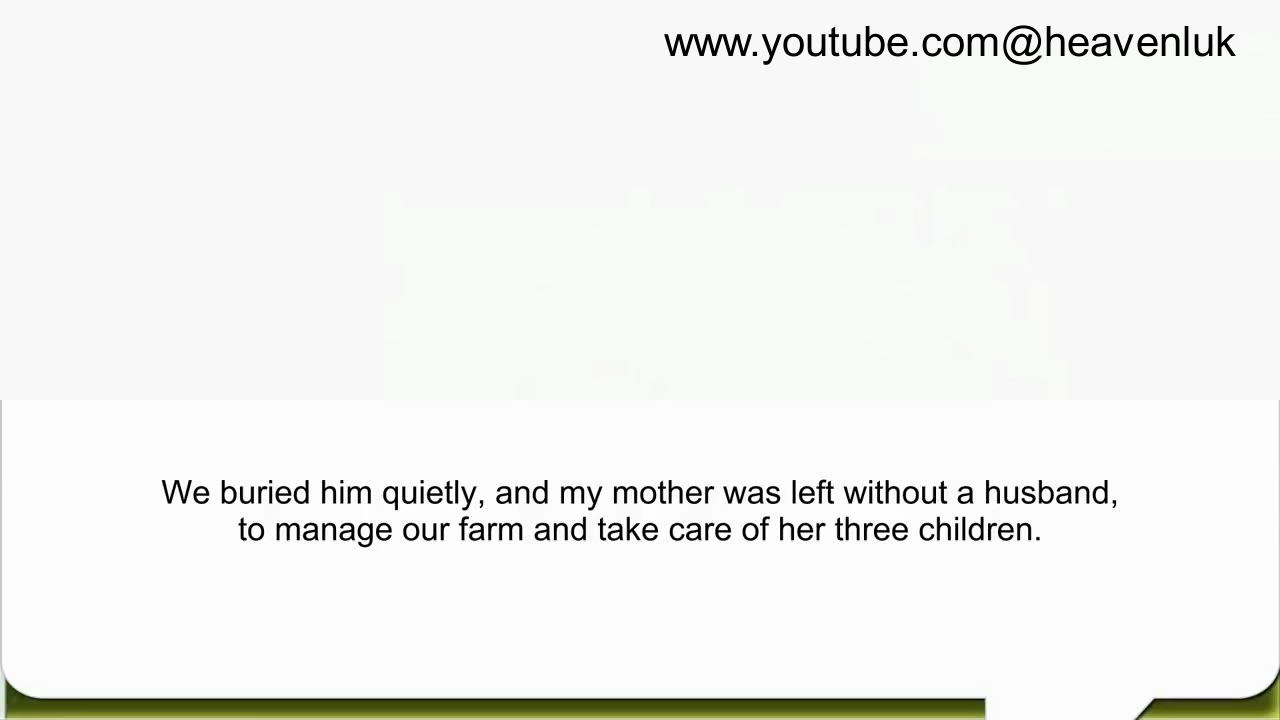 www.youtube.com@heavenluk
We buried him quietly, and my mother was left without a husband,
to manage our farm and take care of her three children.